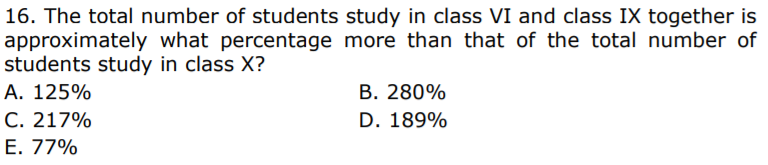 16. The total number of students study in class VI and class IX together is
approximately what percentage more than that of the total number of
students study in class X?
A. 125% B. 280%
C. 217% D. 189%
E. 77%